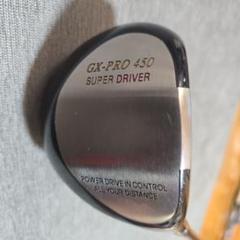 GX-PRO 450
SUPER DRIVER
POWER DRIVE IN CONTROL
ALL YOUR DISTANCE